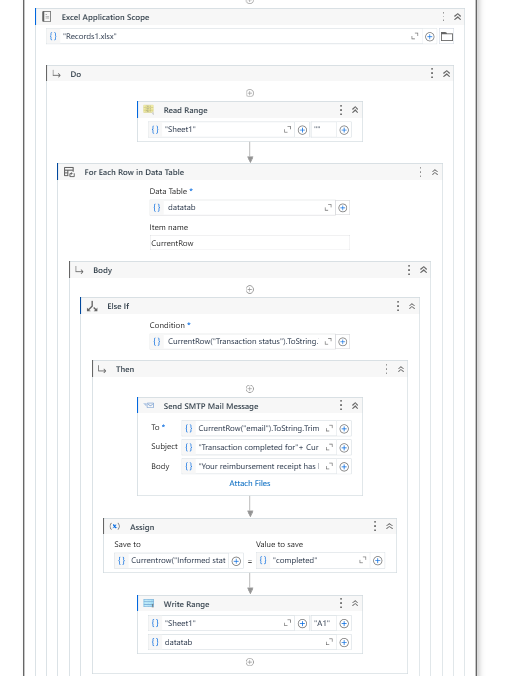 Excel Application Scope
{} "Records1.xlsx"
Do
Read Range
{} "Sheet1" ""
For Each Row in Data Table
Data Table *
{} datatab
Item name
CurrentRow
Body
Else If
Condition *
{} CurrentRow("Transaction status").ToString.
Then
Send SMTP Mail Message
To * {} CurrentRow("email").ToString.Trim
Subject {} "Transaction completed for"+ Cur
Body {} "Your reimbursement receipt has
Attach Files
(x) Assign
Save to Value to save
{} Currentrow("Informed stat = {} "completed"
Write Range
{} "Sheet1" "A1"
{} datatab